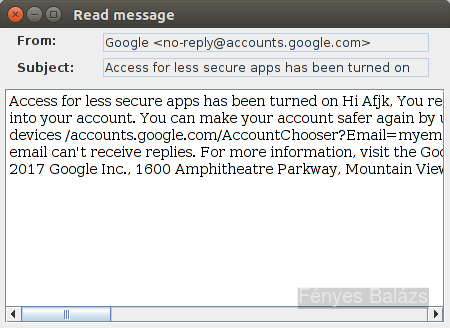 Read message
From: Google <no-reply@accounts.google.com>
Subject: Access for less secure apps has been turned on
Access for less secure apps has been turned on Hi Afjk, You re
into your account. You can make your account safer again by u
devices /accounts.google.com/AccountChooser?Email=myem
email can't receive replies. For more information, visit the Goo
2017 Google Inc., 1600 Amphitheatre Parkway, Mountain View
Fényes Balázs